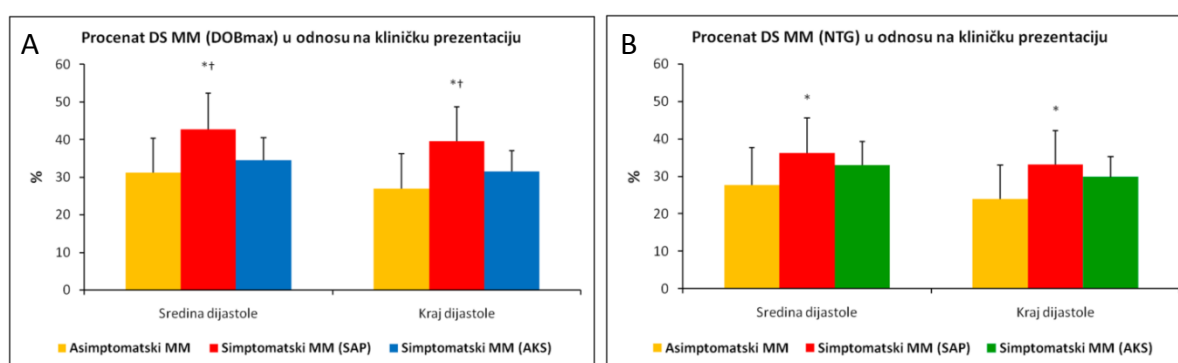 A
Procenat DS MM (DOBmax) u odnosu na kliničku prezentaciju
60
50
40
30
20
10
0
%
*†
*†
Sredina dijastole
Kraj dijastole
Asimptomatski MM
Simptomatski MM (SAP)
Simptomatski MM (AKS)
B
Procenat DS MM (NTG) u odnosu na kliničku prezentaciju
60
50
40
30
20
10
0
%
*
*
Sredina dijastole
Kraj dijastole
Asimptomatski MM
Simptomatski MM (SAP)
Simptomatski MM (AKS)